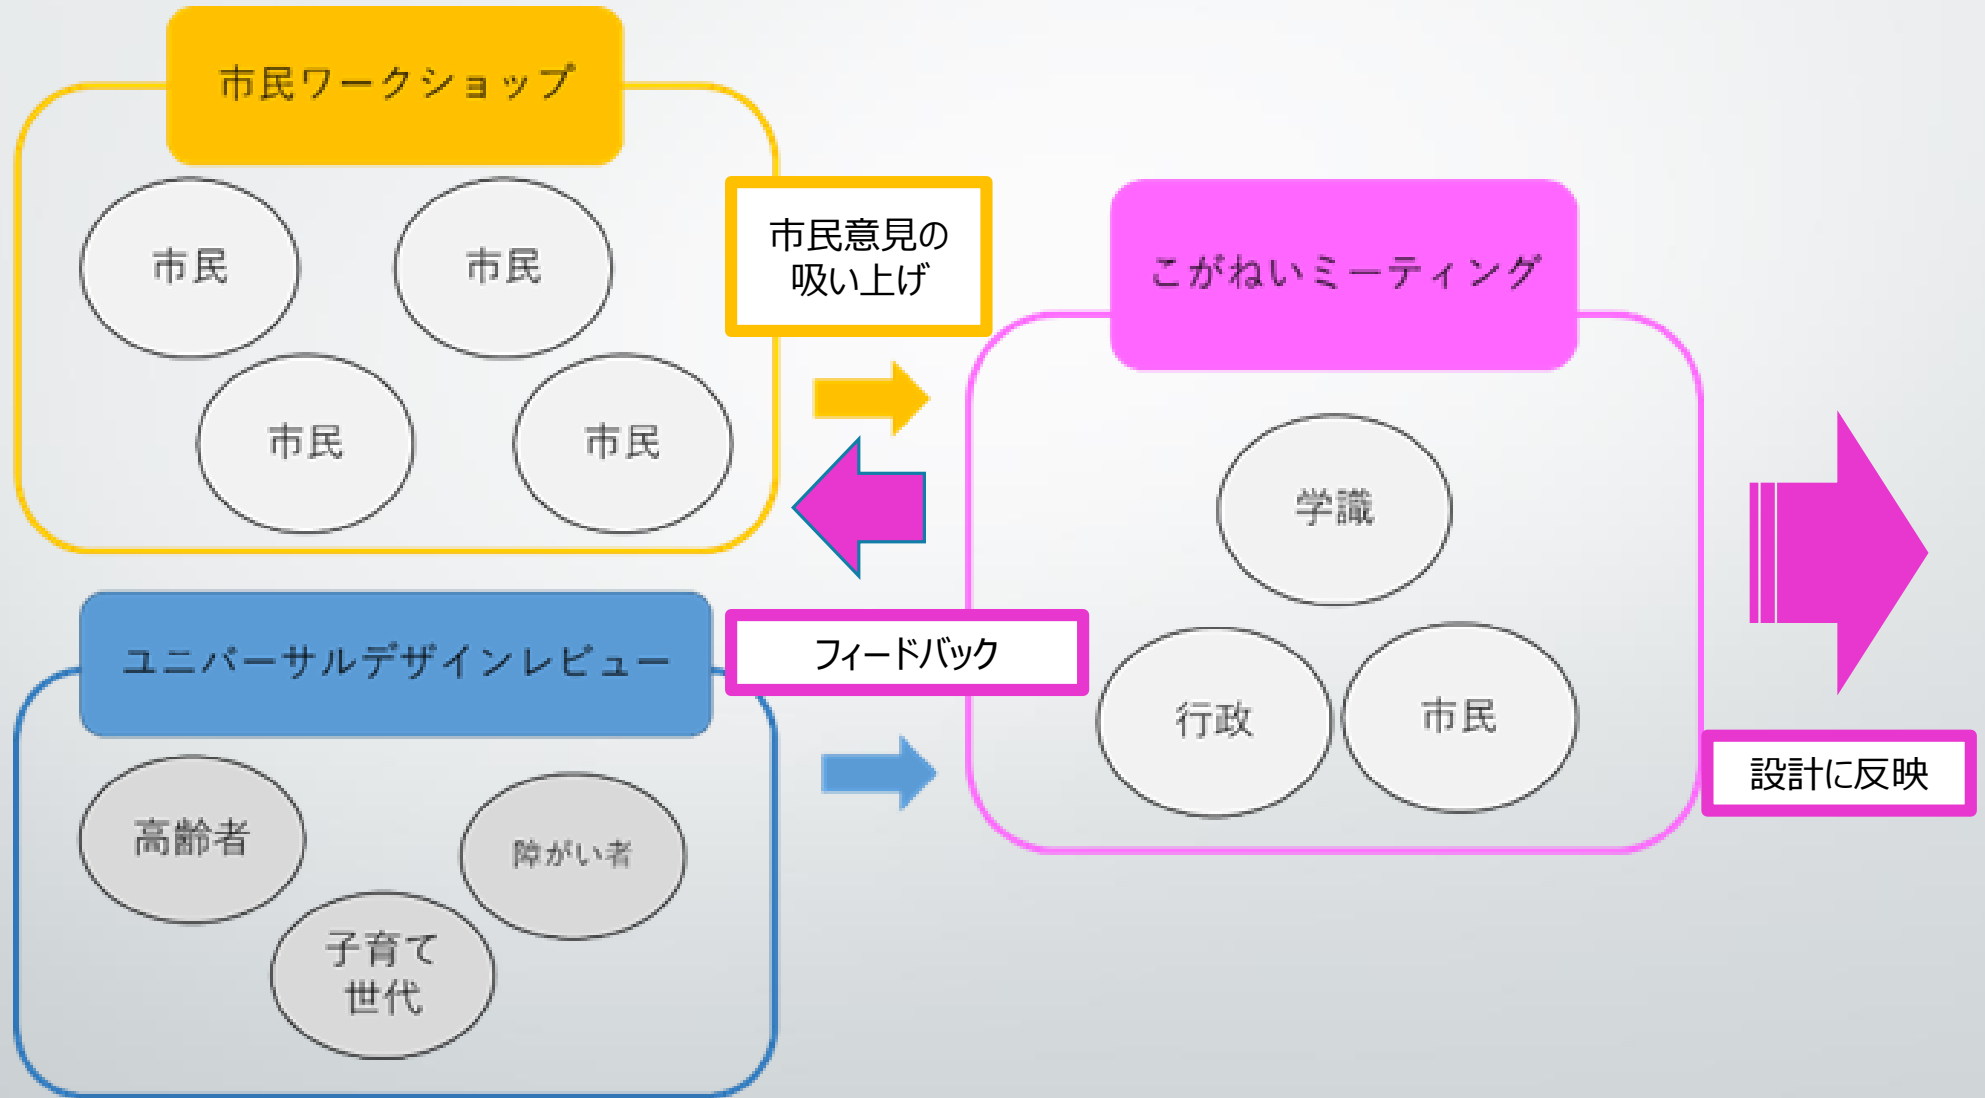 市民ワークショップ
市民
市民
市民
市民
市民意見の
吸い上げ
こがねいミーティング
学識
行政
市民
フィードバック
ユニバーサルデザインレビュー
高齢者
障がい者
子育て
世代
設計に反映